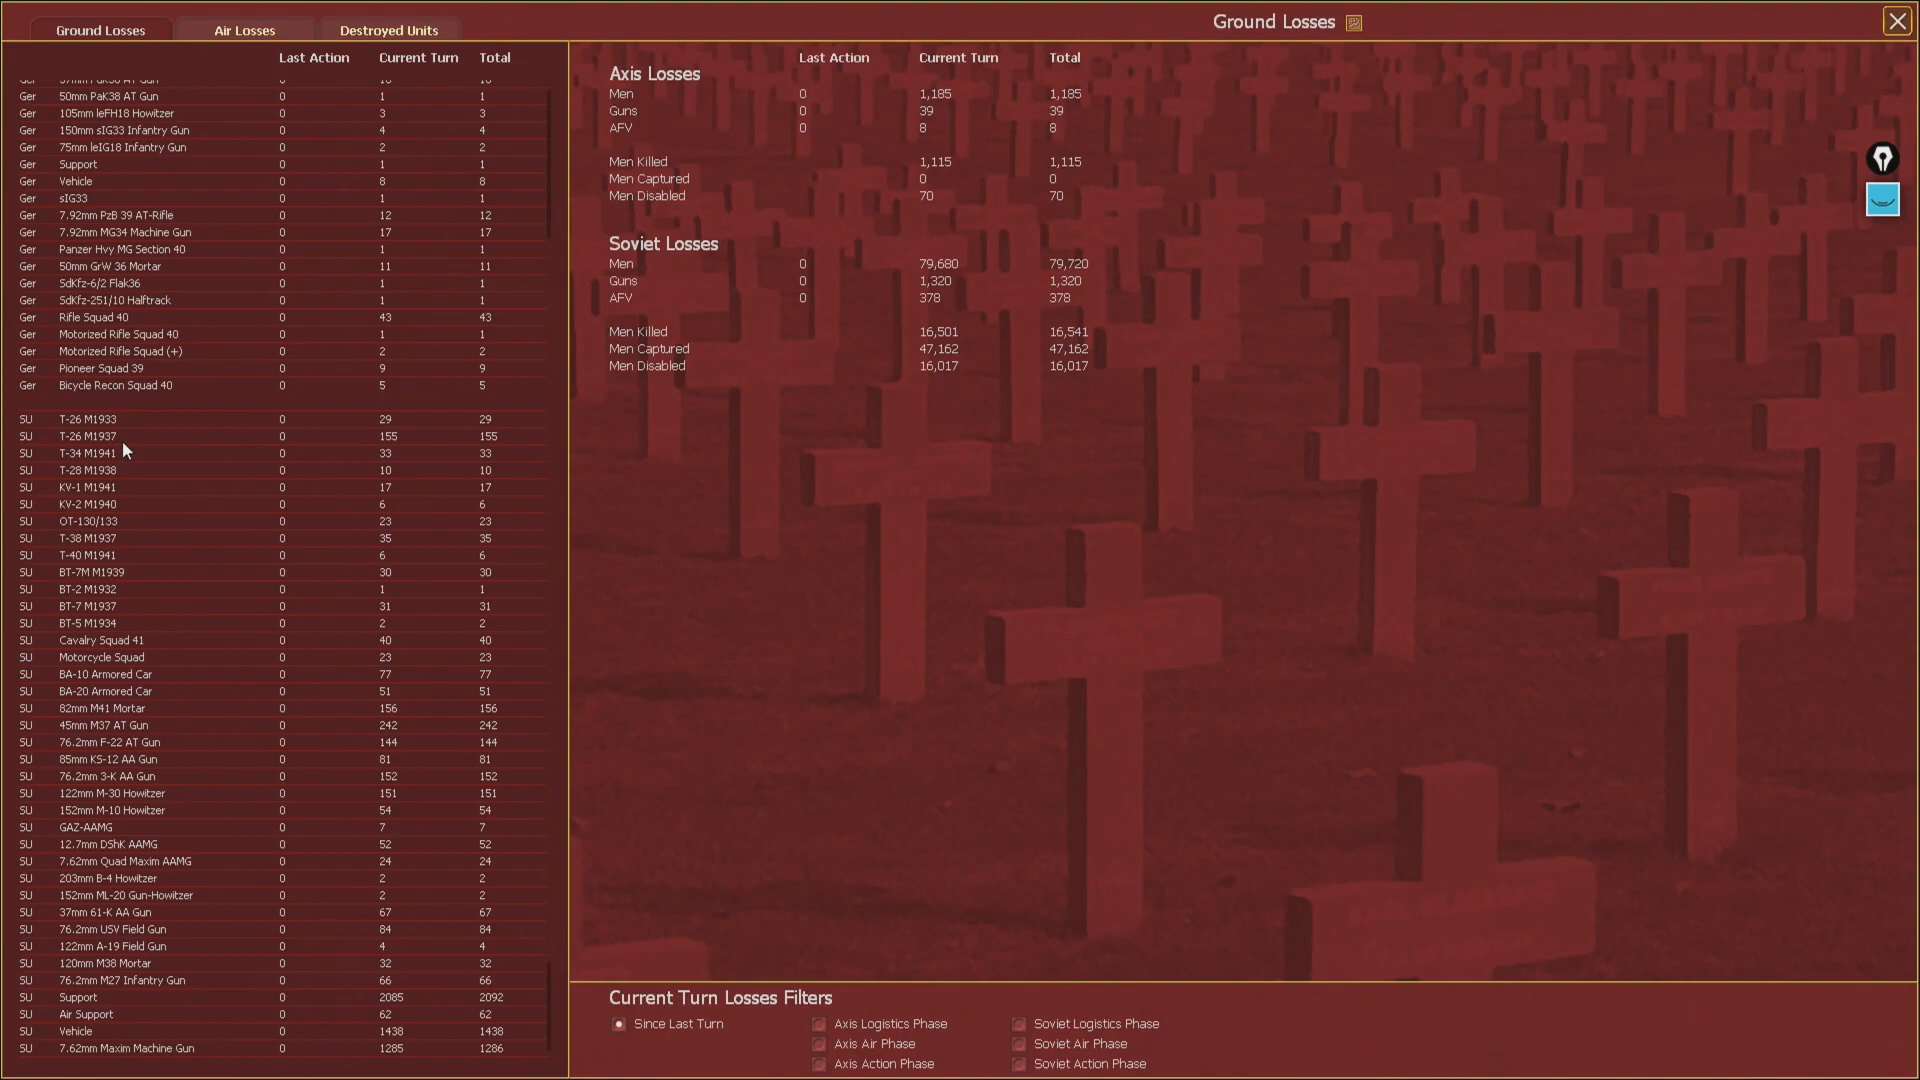 Ground Losses Air Losses Destroyed Units Ground Losses
Last Action Current Turn Total
Ger 50mm PaK38 AT Gun 0 1 1
Ger 105mm leFH18 Howitzer 0 3 3
Ger 150mm sIG33 Infantry Gun 0 4 4
Ger 75mm leIG18 Infantry Gun 0 2 2
Ger Support 0 1 1
Ger Vehicle 0 8 8
Ger sIG33 0 1 1
Ger 7.92mm PzB 39 AT-Rifle 0 12 12
Ger 7.92mm MG34 Machine Gun 0 17 17
Ger Panzer Hvy MG Section 40 0 1 1
Ger 50mm GrW 36 Mortar 0 11 11
Ger SdKfz-6/2 Flak36 0 1 1
Ger SdKfz-251/10 Halftrack 0 1 1
Ger Rifle Squad 40 0 43 43
Ger Motorized Rifle Squad 40 0 1 1
Ger Motorized Rifle Squad (+) 0 2 2
Ger Pioneer Squad 39 0 9 9
Ger Bicycle Recon Squad 40 0 5 5
SU T-26 M1933 0 29 29
SU T-26 M1937 0 155 155
SU T-34 M1941 0 33 33
SU T-28 M1938 0 10 10
SU KV-1 M1941 0 17 17
SU KV-2 M1940 0 6 6
SU OT-130/133 0 23 23
SU T-38 M1937 0 35 35
SU T-40 M1941 0 6 6
SU BT-7M M1939 0 30 30
SU BT-2 M1932 0 1 1
SU BT-7 M1937 0 31 31
SU BT-5 M1934 0 2 2
SU Cavalry Squad 41 0 40 40
SU Motorcycle Squad 0 23 23
SU BA-10 Armored Car 0 77 77
SU BA-20 Armored Car 0 51 51
SU 82mm M41 Mortar 0 156 156
SU 45mm M37 AT Gun 0 242 242
SU 76.2mm F-22 AT Gun 0 144 144
SU 85mm KS-12 AA Gun 0 81 81
SU 76.2mm 3-K AA Gun 0 152 152
SU 122mm M-30 Howitzer 0 151 151
SU 152mm M-10 Howitzer 0 54 54
SU GAZ-AAMG 0 7 7
SU 12.7mm DShK AAMG 0 52 52
SU 7.62mm Quad Maxim AAMG 0 24 24
SU 203mm B-4 Howitzer 0 2 2
SU 152mm ML-20 Gun-Howitzer 0 2 2
SU 37mm 61-K AA Gun 0 67 67
SU 76.2mm USV Field Gun 0 84 84
SU 122mm A-19 Field Gun 0 4 4
SU 120mm M38 Mortar 0 32 32
SU 76.2mm M27 Infantry Gun 0 66 66
SU Support 0 2085 2092
SU Air Support 0 62 62
SU Vehicle 0 1438 1438
SU 7.62mm Maxim Machine Gun 0 1285 1286
Last Action Current Turn Total
Axis Losses
Men 0 1,185 1,185
Guns 0 39 39
AFV 0 8 8
Men Killed 1,115 1,115
Men Captured 0 0
Men Disabled 70 70
Soviet Losses
Men 0 79,680 79,720
Guns 0 1,320 1,320
AFV 0 378 378
Men Killed 16,501 16,541
Men Captured 47,162 47,162
Men Disabled 16,017 16,017
Current Turn Losses Filters
Since Last Turn Axis Logistics Phase Soviet Logistics Phase
Axis Air Phase Soviet Air Phase
Axis Action Phase Soviet Action Phase